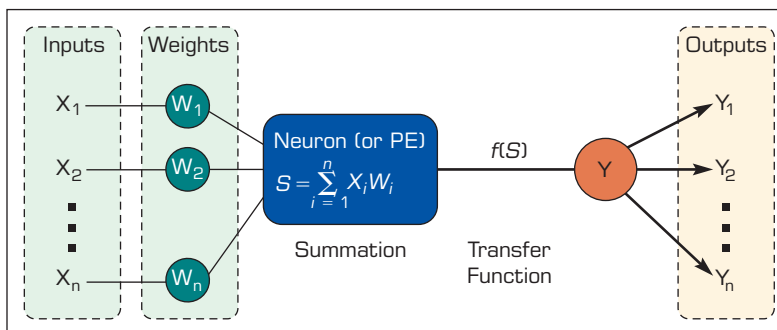 Inputs Weights Outputs
X1 W1 Y1
Neuron (or PE)
f(S)
X2 W2 Y Y2
S = ∑ XiWi
n
i = 1
Summation
Transfer
Function
Xn Wn Yn